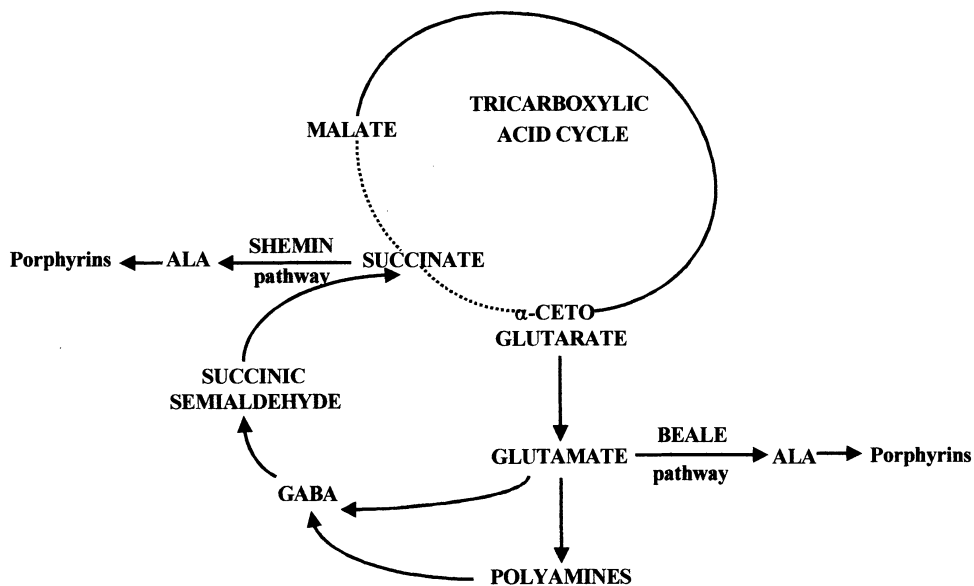 TRICARBOXYLIC
ACID CYCLE
MALATE
Porphyrins
ALA
SHEMIN
pathway
SUCCINATE
α-CETO
GLUTARATE
SUCCINIC
SEMIALDEHYDE
GLUTAMATE
BEALE
pathway
ALA
Porphyrins
GABA
POLYAMINES